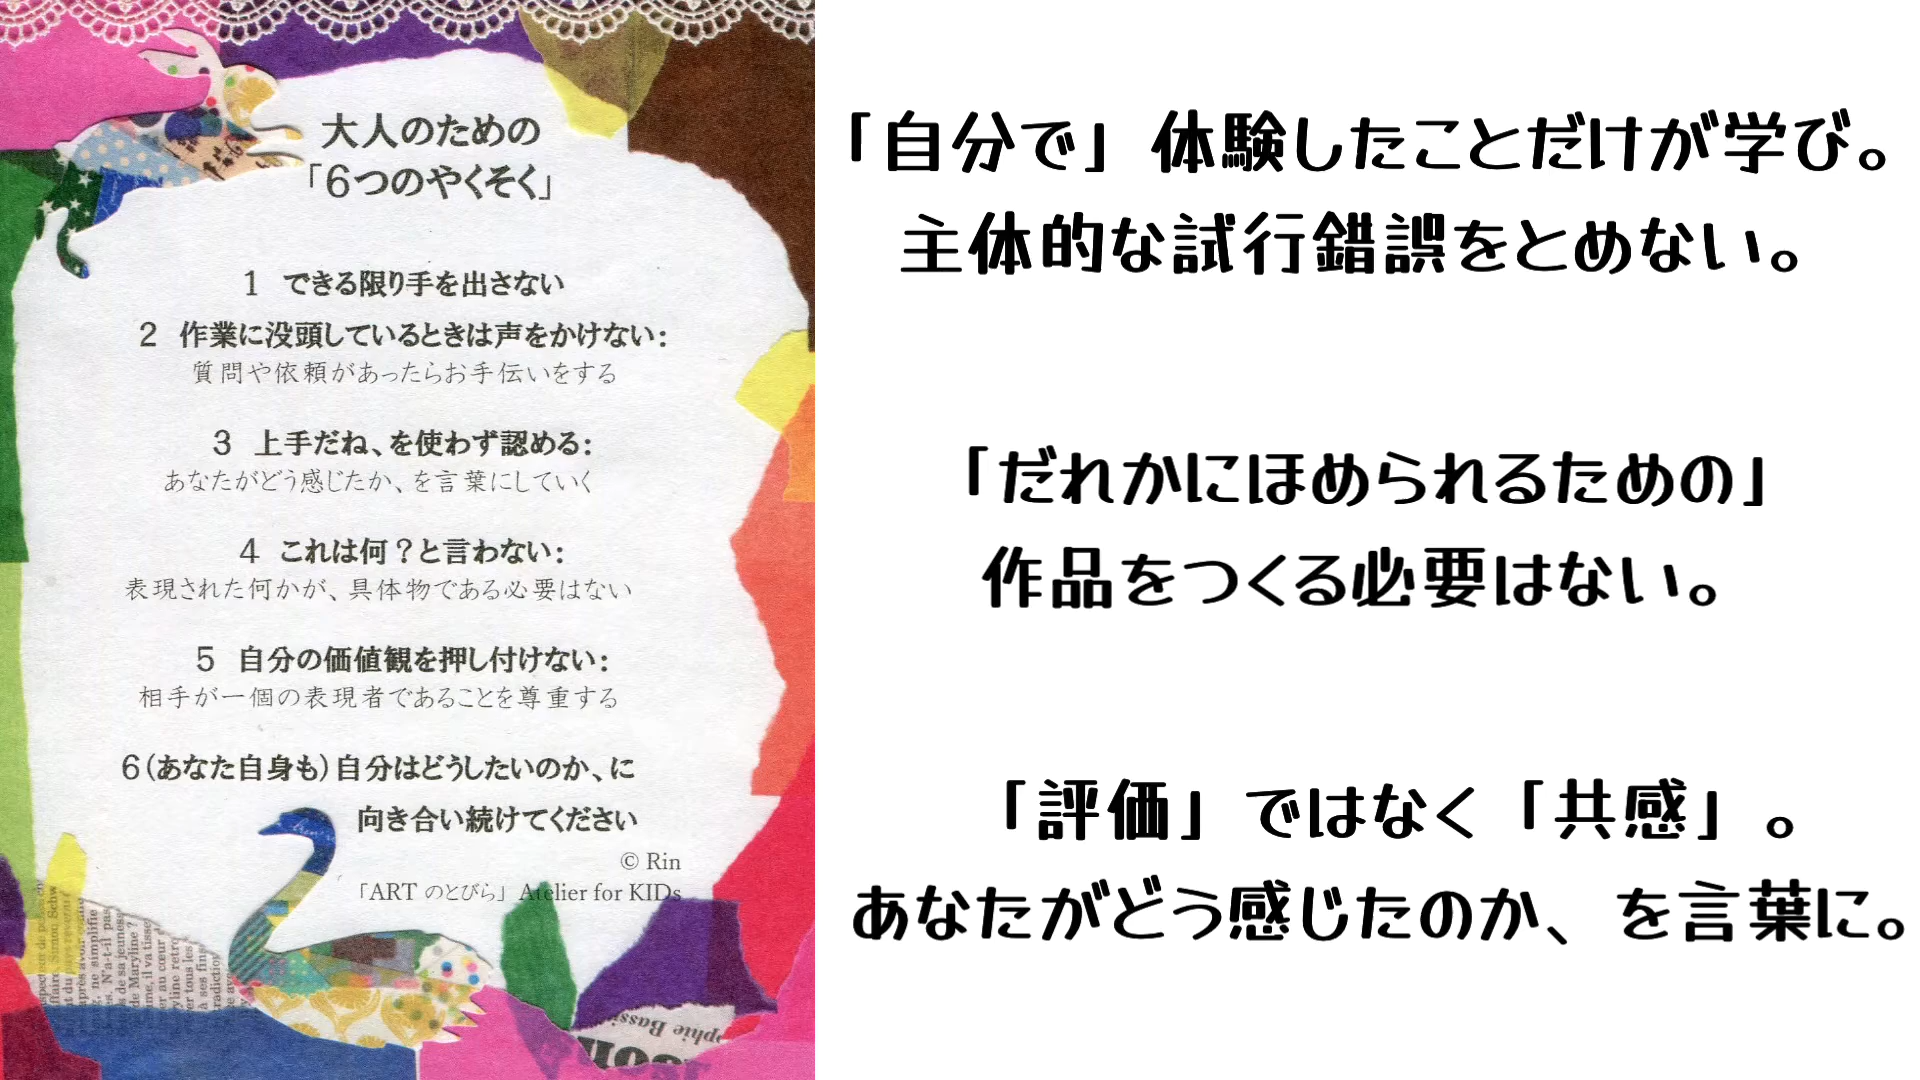 大人のための
「6つのやくそく」
1 できる限り手を出さない
2 作業に没頭しているときは声をかけない:
質問や依頼があったらお手伝いをする
3 上手だね、を使わず認める:
あなたがどう感じたか、を言葉にしていく
4 これは何？と言わない:
表現された何かが、具体物である必要はない
5 自分の価値観を押し付けない:
相手が一個の表現者であることを尊重する
6(あなた自身も)自分はどうしたいのか、に
向き合い続けてください
© Rin
「ARTのとびら」Atelier for KIDs
「自分で」体験したことだけが学び。
主体的な試行錯誤をとめない。
「だれかにほめられるための」
作品をつくる必要はない。
「評価」ではなく「共感」。
あなたがどう感じたのか、を言葉に。